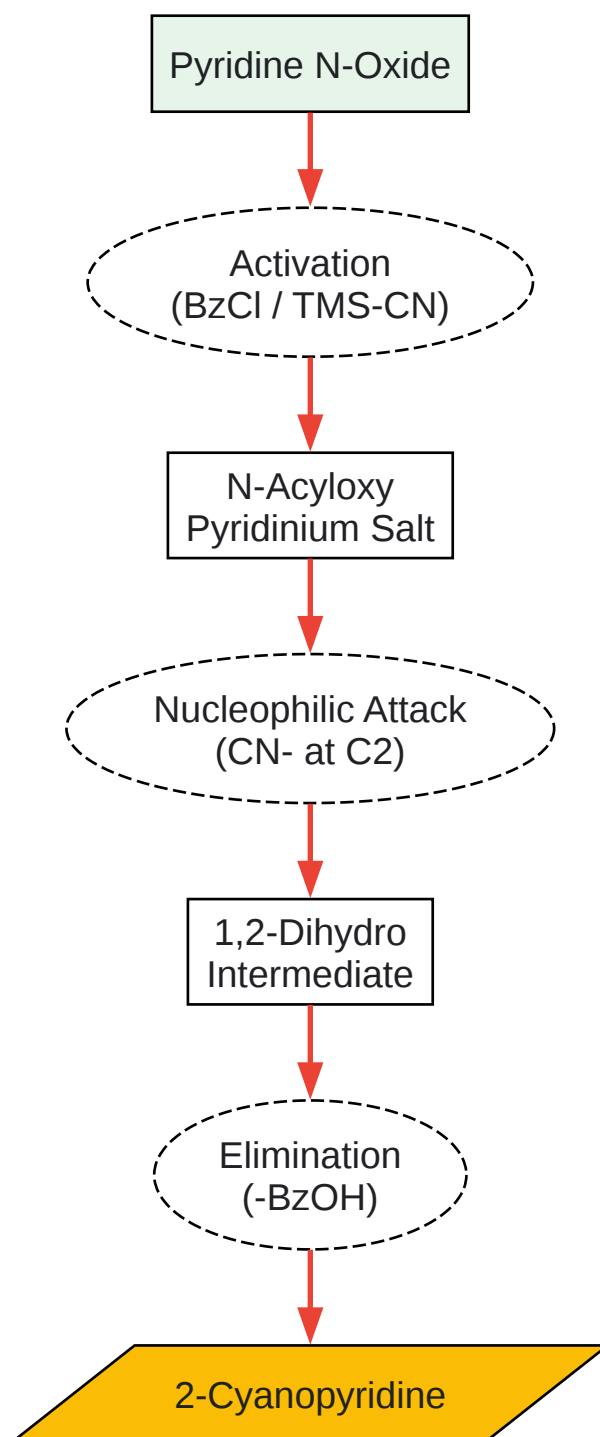 Pyridine N-Oxide
Activation
(BzCl / TMS-CN)
N-Acyloxy
Pyridinium Salt
Nucleophilic Attack
(CN- at C2)
1,2-Dihydro
Intermediate
Elimination
(-BzOH)
2-Cyanopyridine